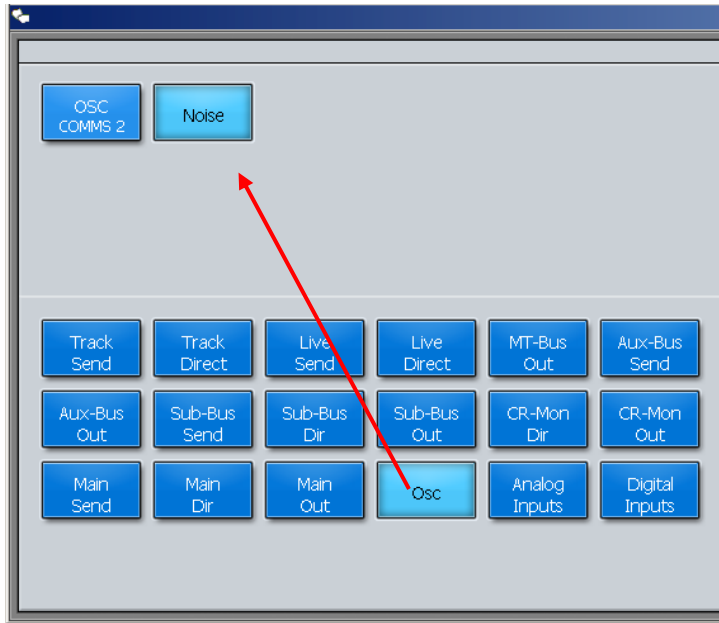 OSC
COMMS 2
Noise
Track
Send
Track
Direct
Live
Send
Live
Direct
MT-Bus
Out
Aux-Bus
Send
Aux-Bus
Out
Sub-Bus
Send
Sub-Bus
Dir
Sub-Bus
Out
CR-Mon
Dir
CR-Mon
Out
Main
Send
Main
Dir
Main
Out
Osc
Analog
Inputs
Digital
Inputs